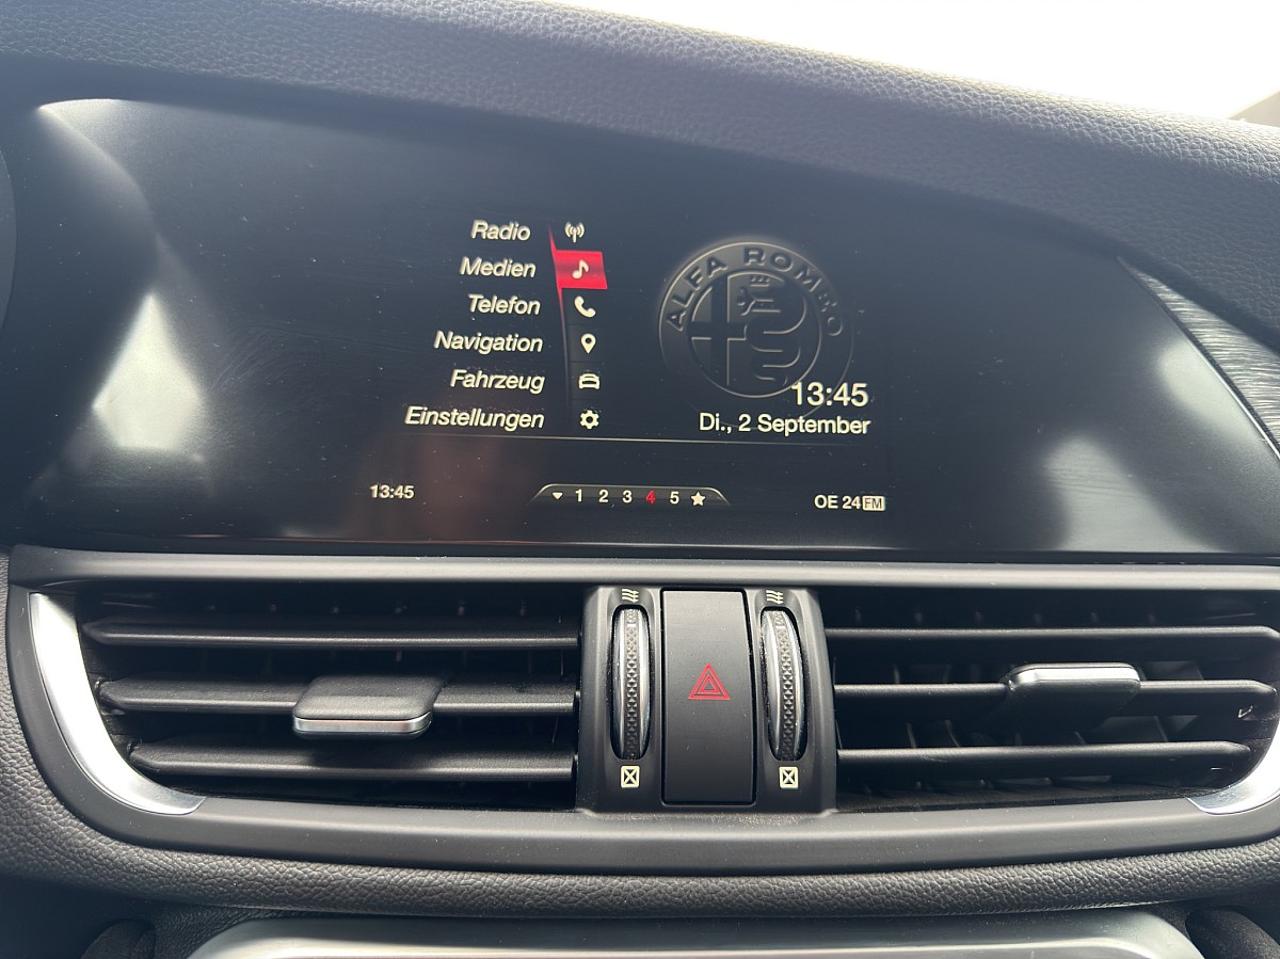 Radio
Medien
Telefon
Navigation
Fahrzeug
Einstellungen
ALFA ROMEO
13:45
Di., 2 September
13:45
1 2 3 4 5
OE 24 FM